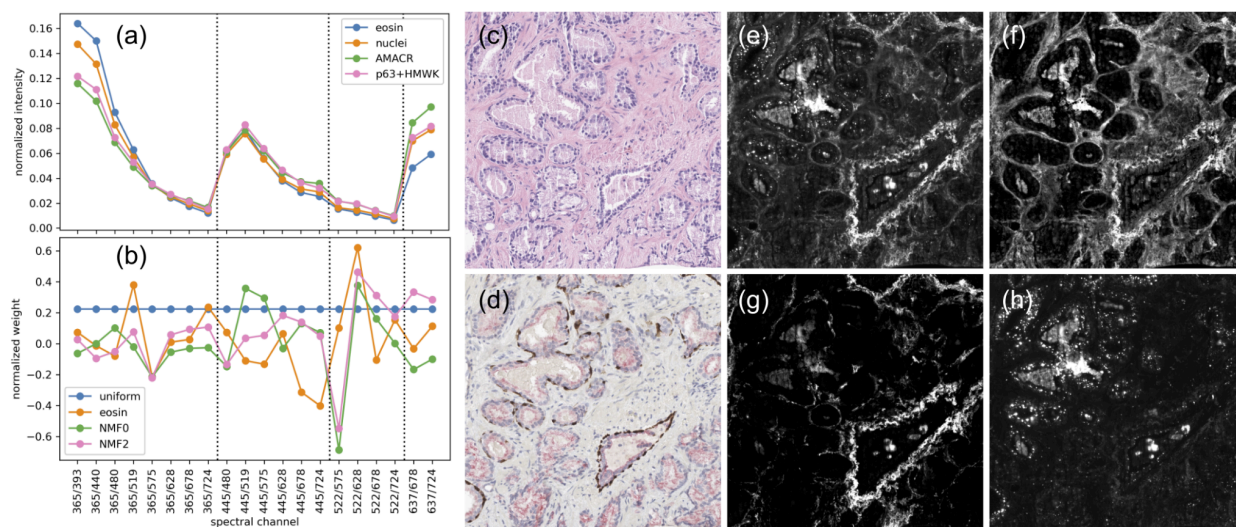 (a)
eosin
nuclei
AMACR
p63+HMWK
normalized intensity
0.16
0.14
0.12
0.10
0.08
0.06
0.04
0.02
0.00
(b)
normalized weight
0.6
0.4
0.2
0.0
−0.2
−0.4
−0.6
uniform
eosin
NMF0
NMF2
365/393
365/440
365/480
365/519
365/575
365/628
365/678
365/724
445/480
445/519
445/575
445/628
445/678
445/724
522/575
522/628
522/678
522/724
637/678
637/724
spectral channel
(c)
(d)
(e)
(f)
(g)
(h)